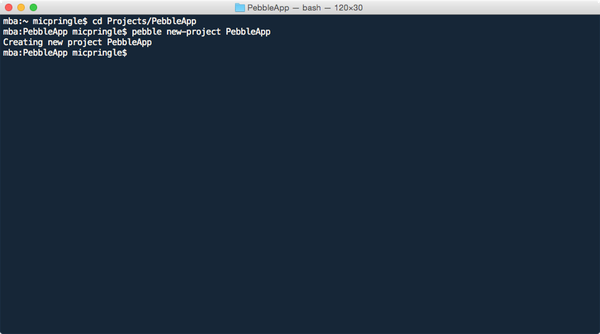 PebbleApp — bash — 120×30
mba:~ micpringle$ cd Projects/PebbleApp
mba:PebbleApp micpringle$ pebble new-project PebbleApp
Creating new project PebbleApp
mba:PebbleApp micpringle$